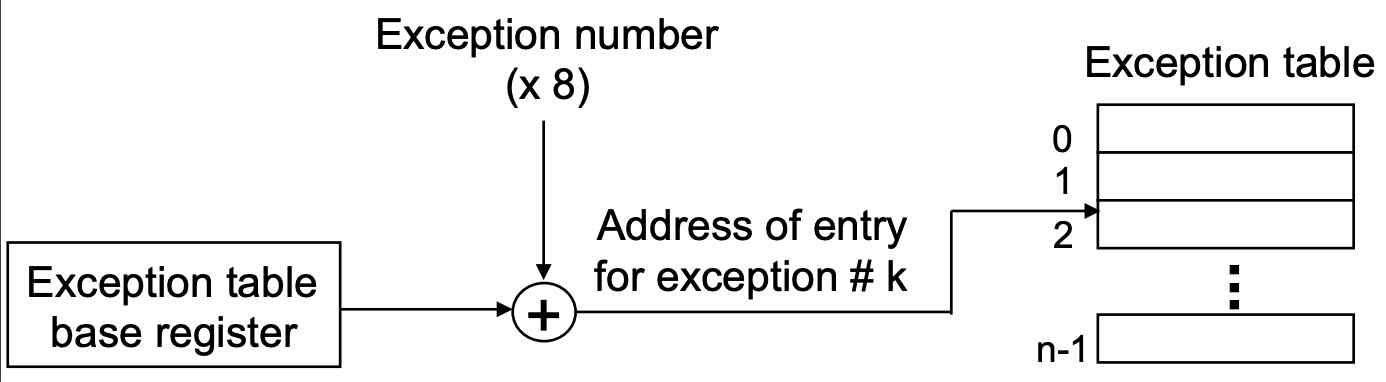 Exception number
(x 8)
Exception table
0
1
2
n-1
Address of entry
for exception # k
Exception table
base register
+